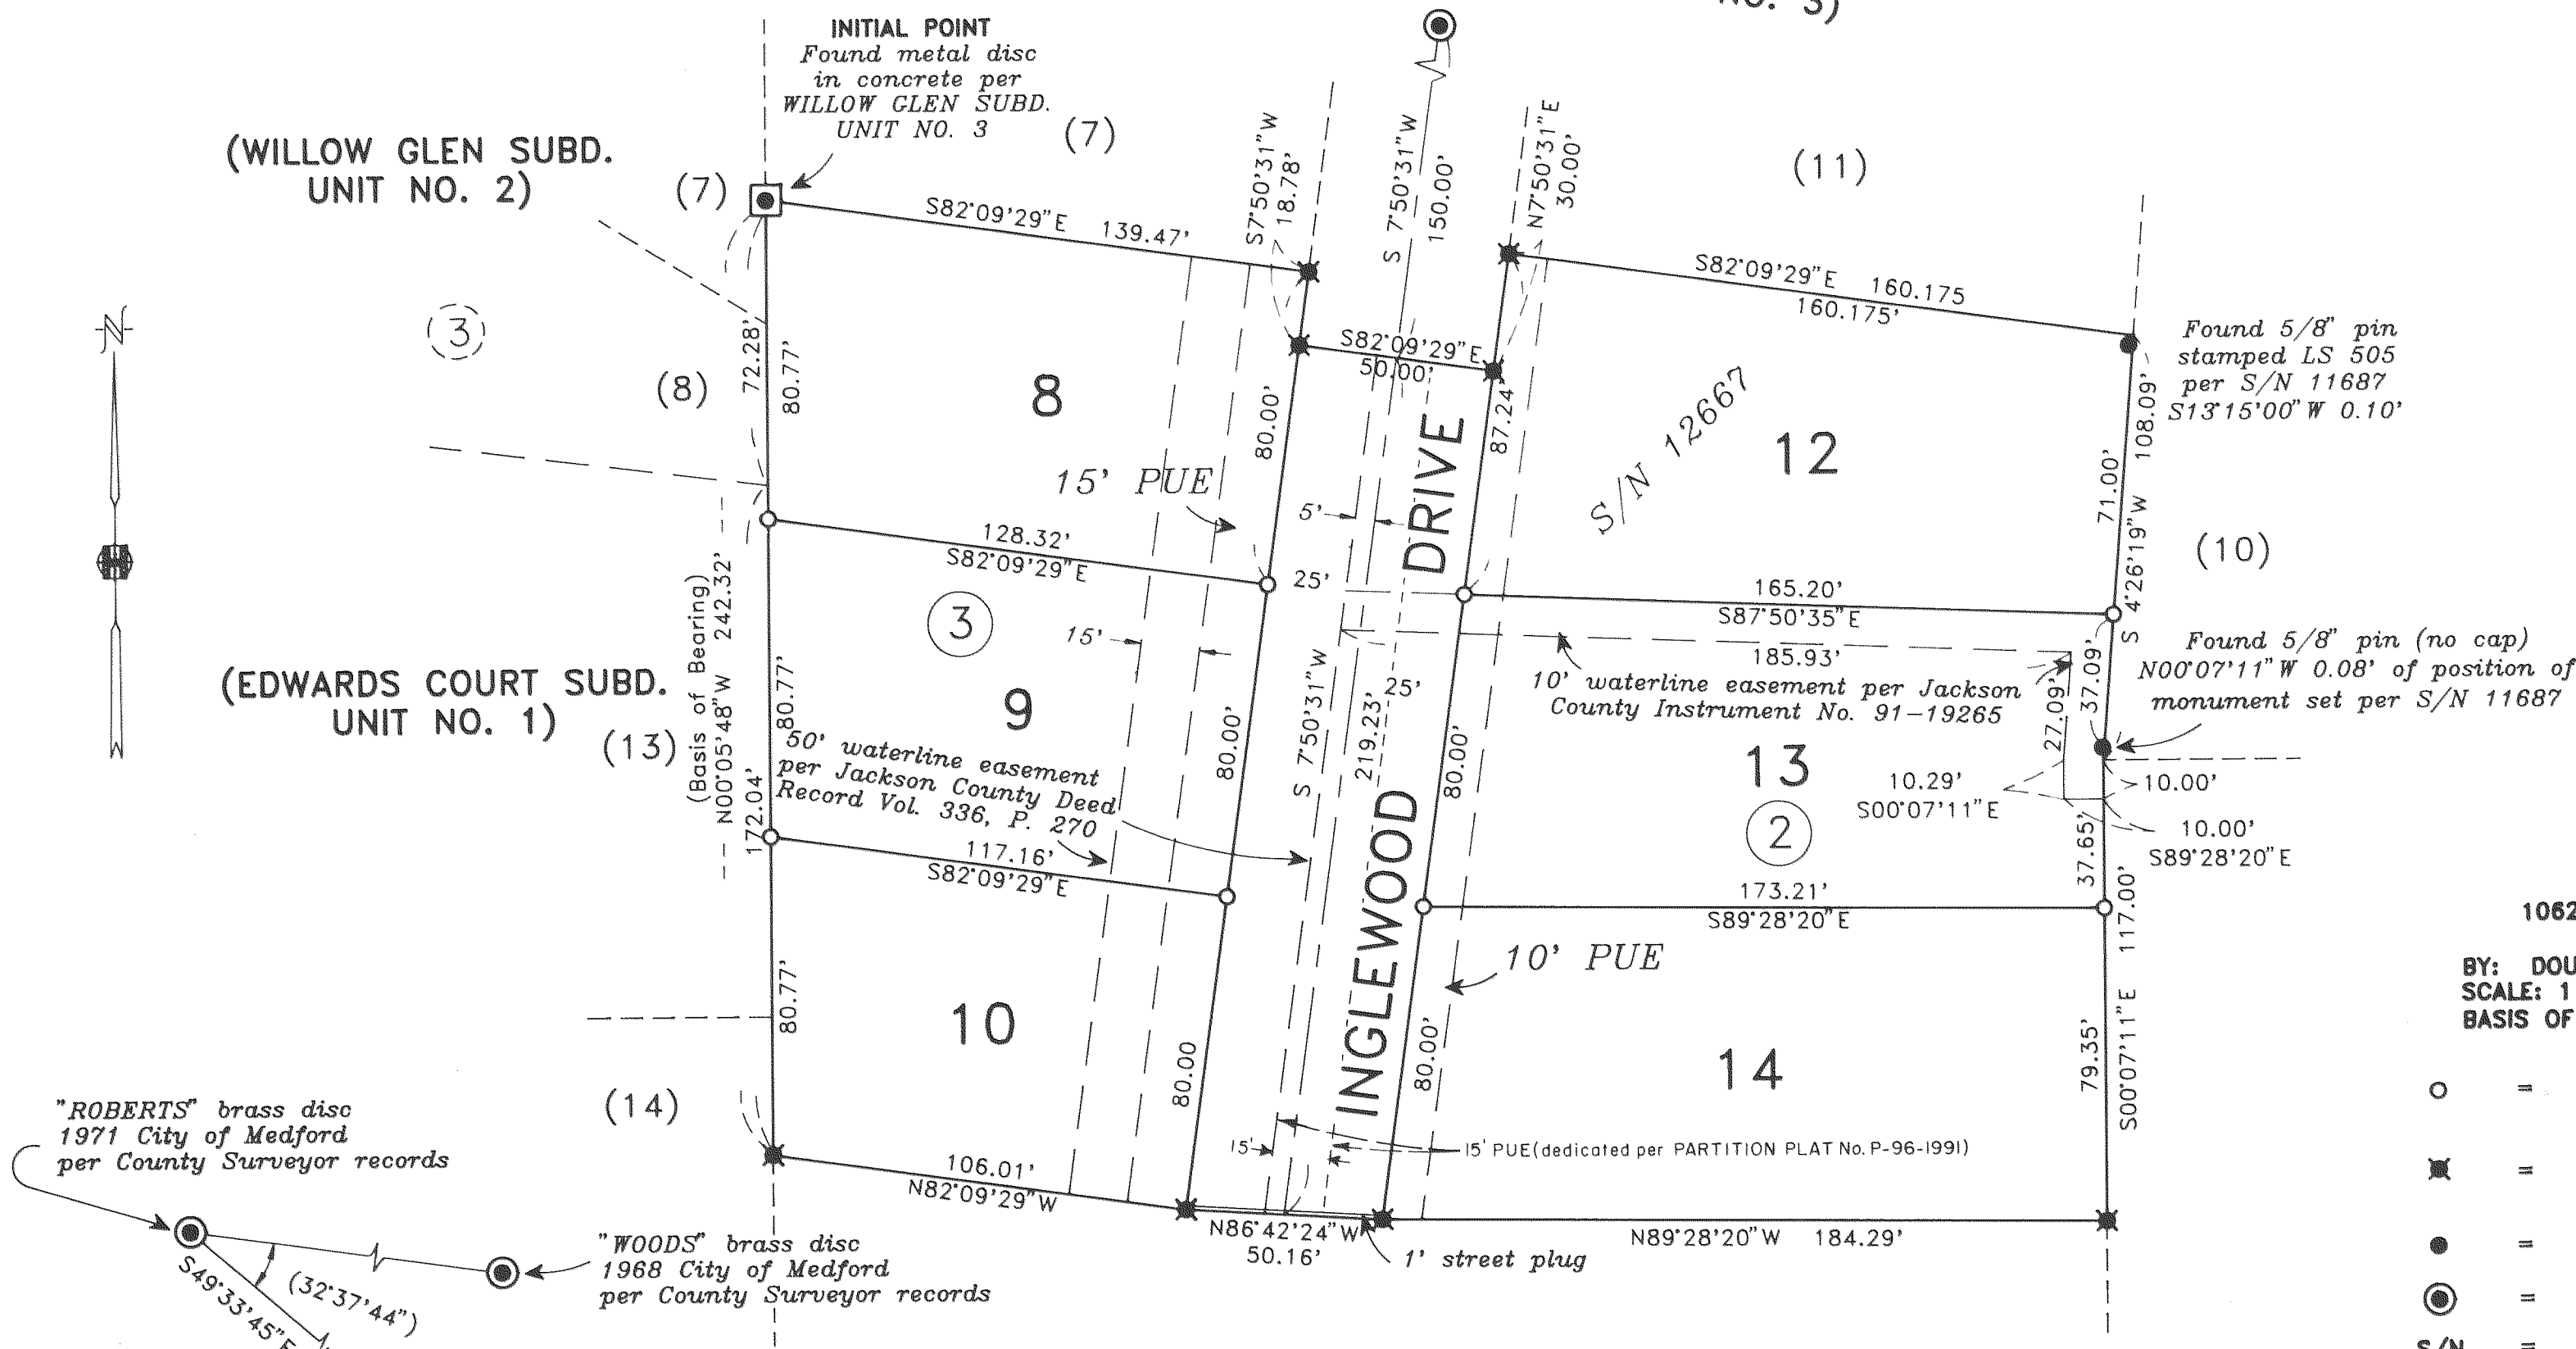 NO. 3)
INITIAL POINT
Found metal disc
in concrete per
WILLOW GLEN SUBD.
UNIT NO. 3
(7)
(WILLOW GLEN SUBD.
UNIT NO. 2)
(7)
(11)
S7°50'31"W
18.78'
S 7°50'31"W
150.00'
N7°50'31"E
30.00'
S82°09'29"E 139.47'
S82°09'29"E 160.175
160.175'
N
3
(8)
72.28'
80.77'
8
S82°09'29"E
50.00'
80.00'
87.24'
S/N 12667
12
Found 5/8" pin
stamped LS 505
per S/N 11687
S13°15'00"W 0.10'
108.09'
71.00'
S 4°26'19"W
15' PUE
5'
DRIVE
(10)
128.32'
S82°09'29"E
25'
165.20'
S87°50'35"E
(Basis of Bearing)
N00°05'48"W 242.32'
3
15'
(EDWARDS COURT SUBD.
UNIT NO. 1)
(13)
80.77'
172.04'
9
80.00'
S 7°50'31"W
219.23'
25'
80.00'
185.93'
10' waterline easement per Jackson
County Instrument No. 91-19265
27.09'
37.09'
Found 5/8" pin (no cap)
N00°07'11"W 0.08' of position of
monument set per S/N 11687
50' waterline easement
per Jackson County Deed
Record Vol. 336, P. 270
13
2
10.29'
S00°07'11"E
10.00'
10.00'
S89°28'20"E
37.65'
117.16'
S82°09'29"E
173.21'
S89°28'20"E
1062
INGLEWOOD
10' PUE
BY: DOU
SCALE: 1
BASIS OF
10
80.77'
80.00
80.00'
14
79.35'
S00°07'11"E 117.00'
=
(14)
"ROBERTS" brass disc
1971 City of Medford
per County Surveyor records
15'
15' PUE (dedicated per PARTITION PLAT No. P-96-1991)
=
106.01'
N82°09'29"W
N86°42'24"W
50.16'
1' street plug
N89°28'20"W 184.29'
=
"WOODS" brass disc
1968 City of Medford
per County Surveyor records
S49°33'45"E
(32°37'44")
=
S/N =